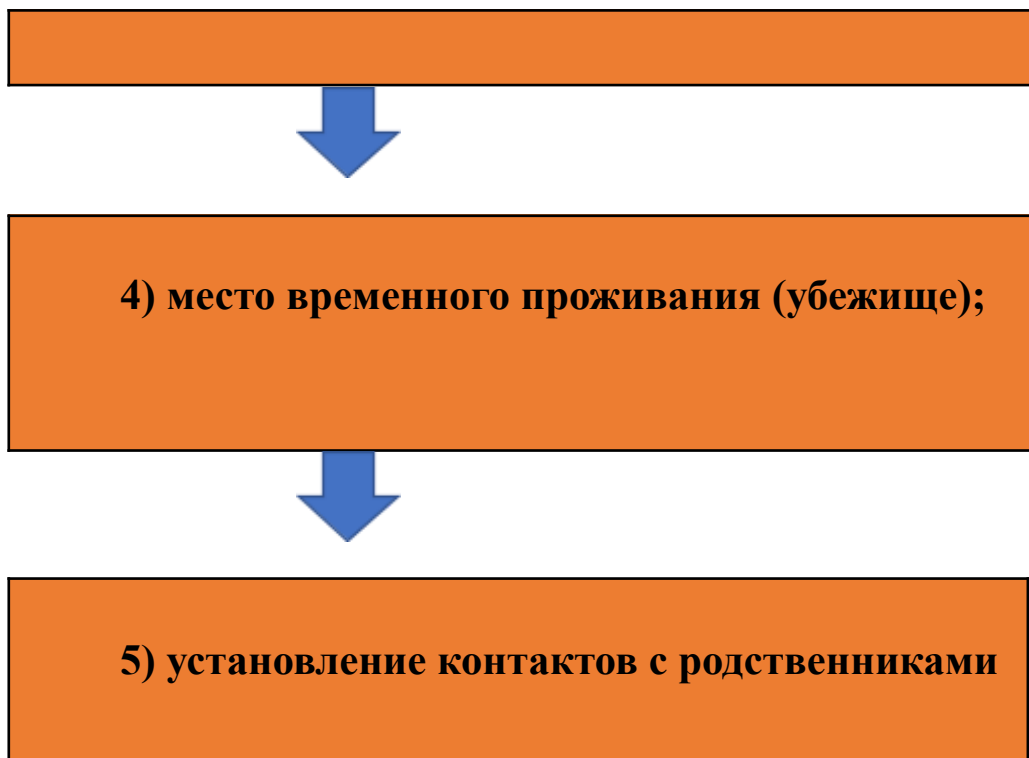 4) место временного проживания (убежище);
5) установление контактов с родственниками